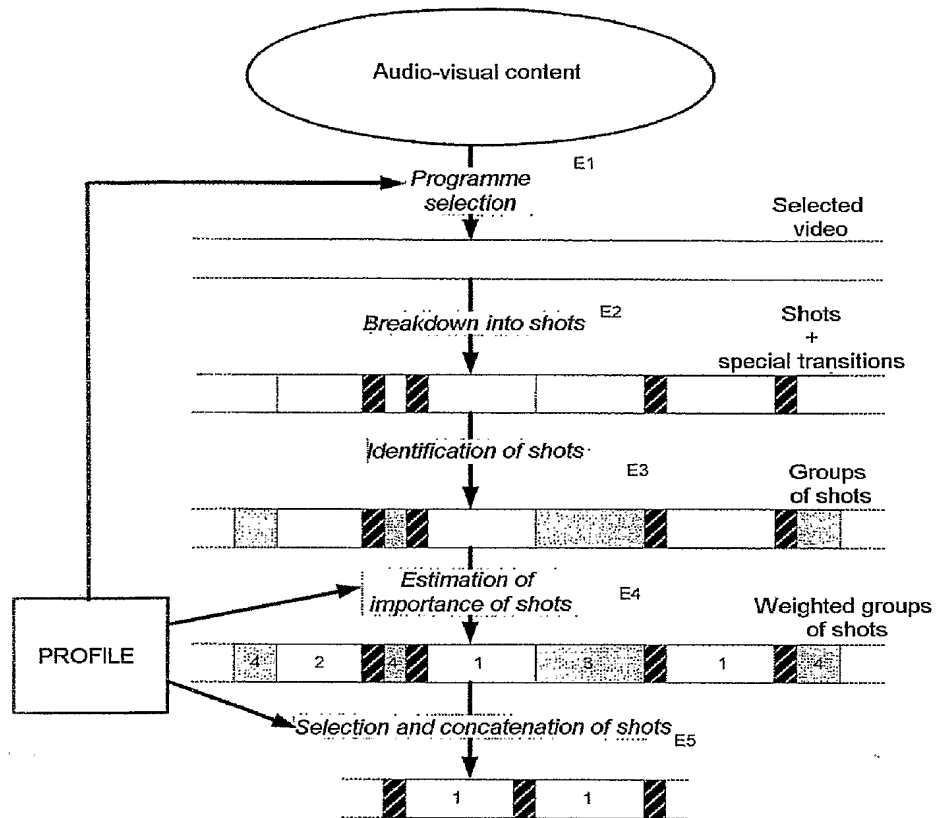 Audio-visual content
E1
Programme
selection
Selected
video
E2
Breakdown into shots
Shots
+
special transitions
Identification of shots
E3
Groups
of shots
Estimation of
importance of shots
E4
Weighted groups
of shots
PROFILE
4 2 4 1 3 1 4
Selection and concatenation of shots
E5
1 1